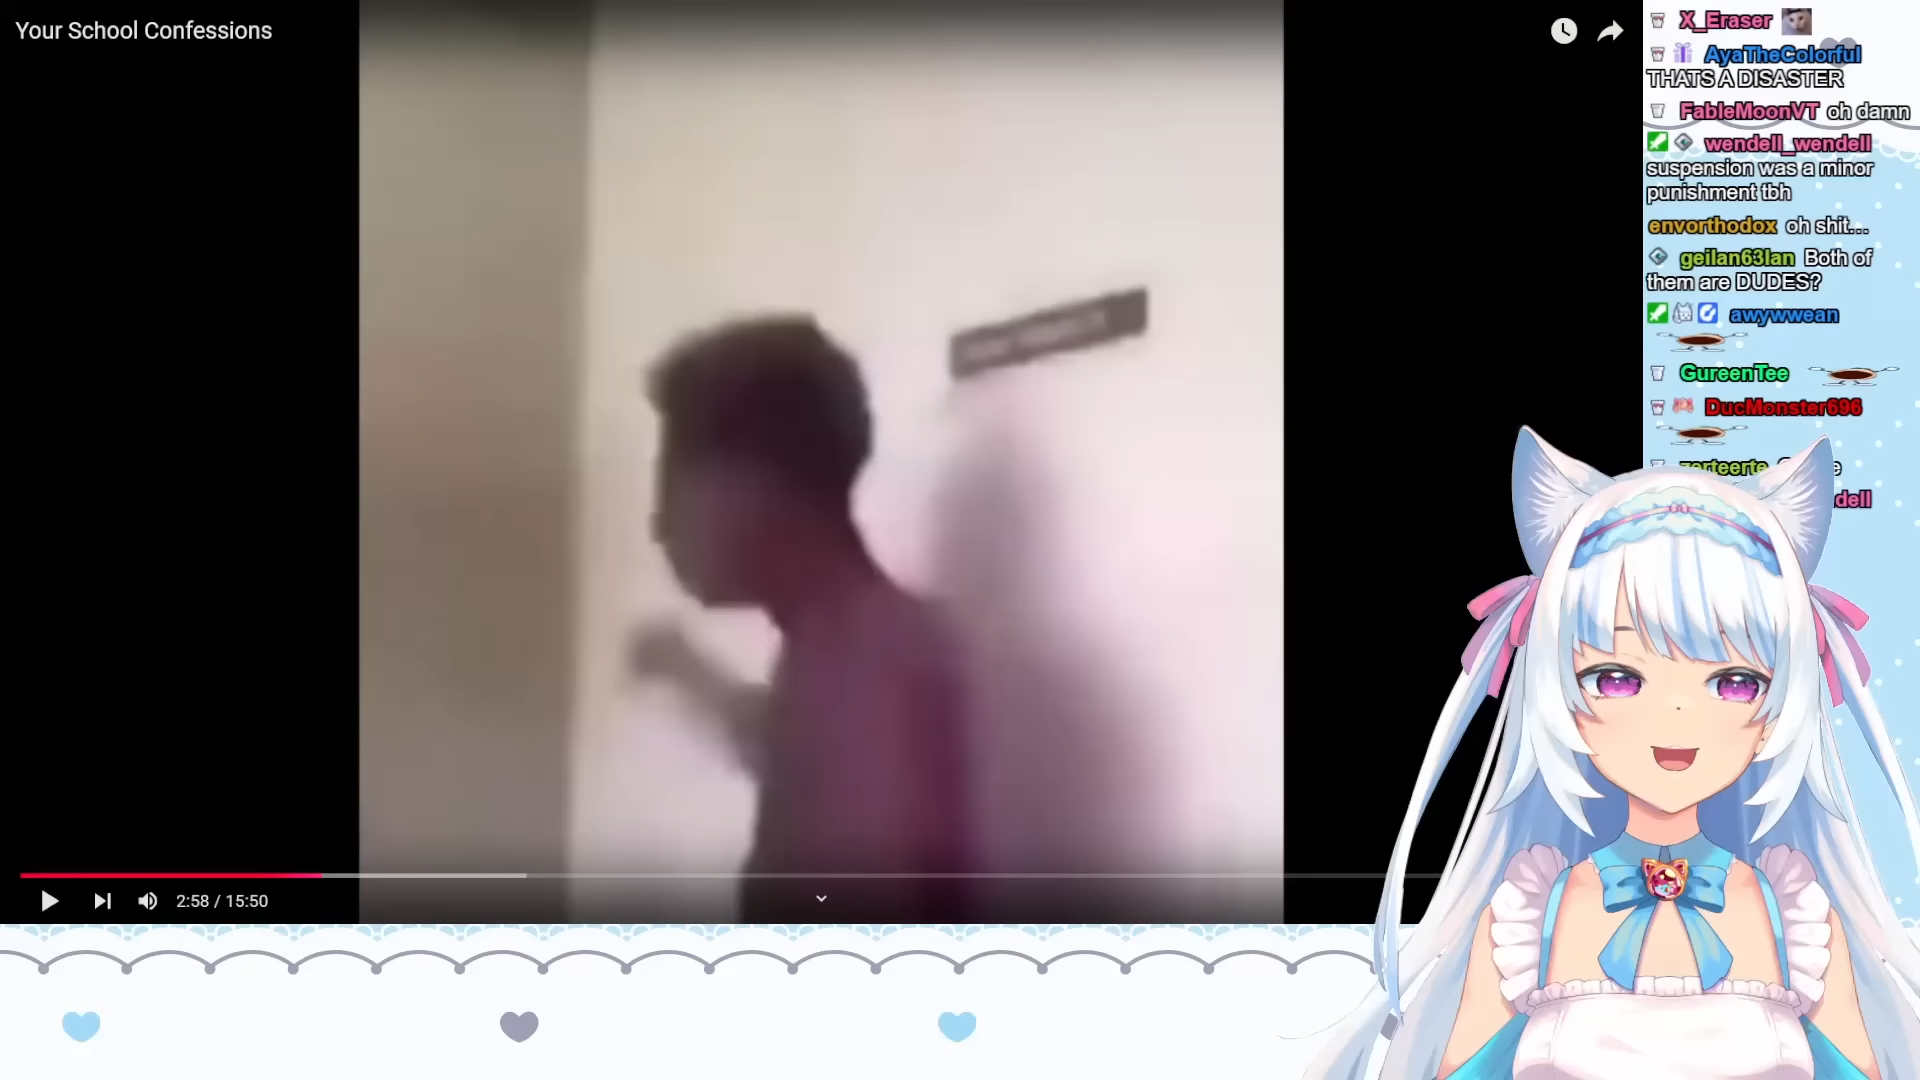 Your School Confessions
X_Eraser
AyaTheColorful
THATS A DISASTER
FableMoonVT oh damn
wendell_wendell
suspension was a minor
punishment tbh
envorthodox oh shit...
geilan63lan Both of
them are DUDES?
awywwean
GureenTee
DucMonster696
zerteerte
dell
2:58 / 15:50